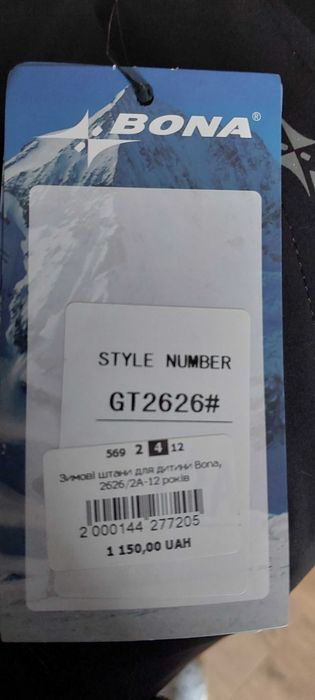 BONA®
STYLE NUMBER
GT2626#
569 2 4 12
Зимові штани для дитини Bona,
2626/2A-12 років
2 000144 277205
1 150,00 UAH